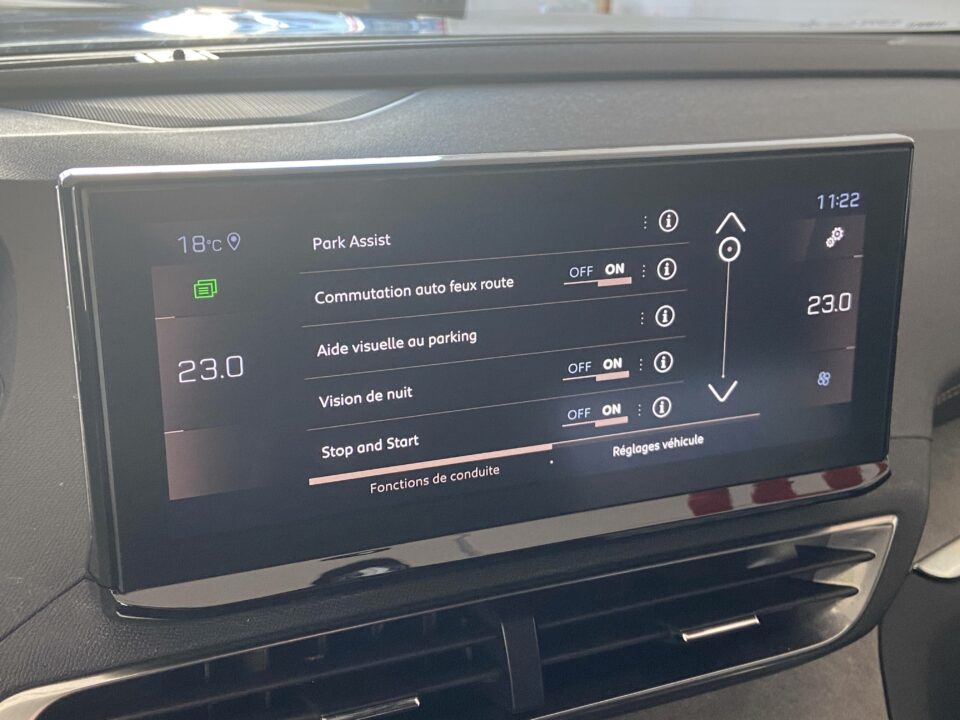 18°C
11:22
Park Assist
Commutation auto feux route OFF ON
Aide visuelle au parking
23.0
23.0
Vision de nuit OFF ON
Stop and Start OFF ON
Fonctions de conduite
Réglages véhicule